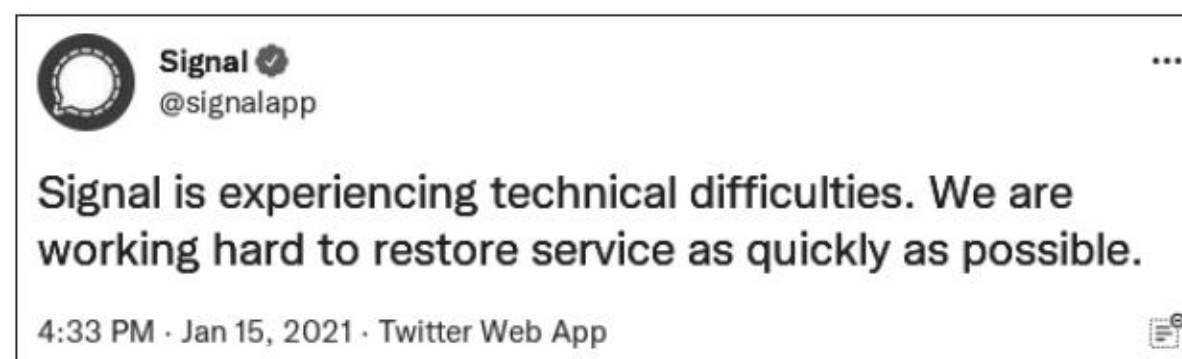 Signal
@signalapp
Signal is experiencing technical difficulties. We are
working hard to restore service as quickly as possible.
4:33 PM · Jan 15, 2021 · Twitter Web App